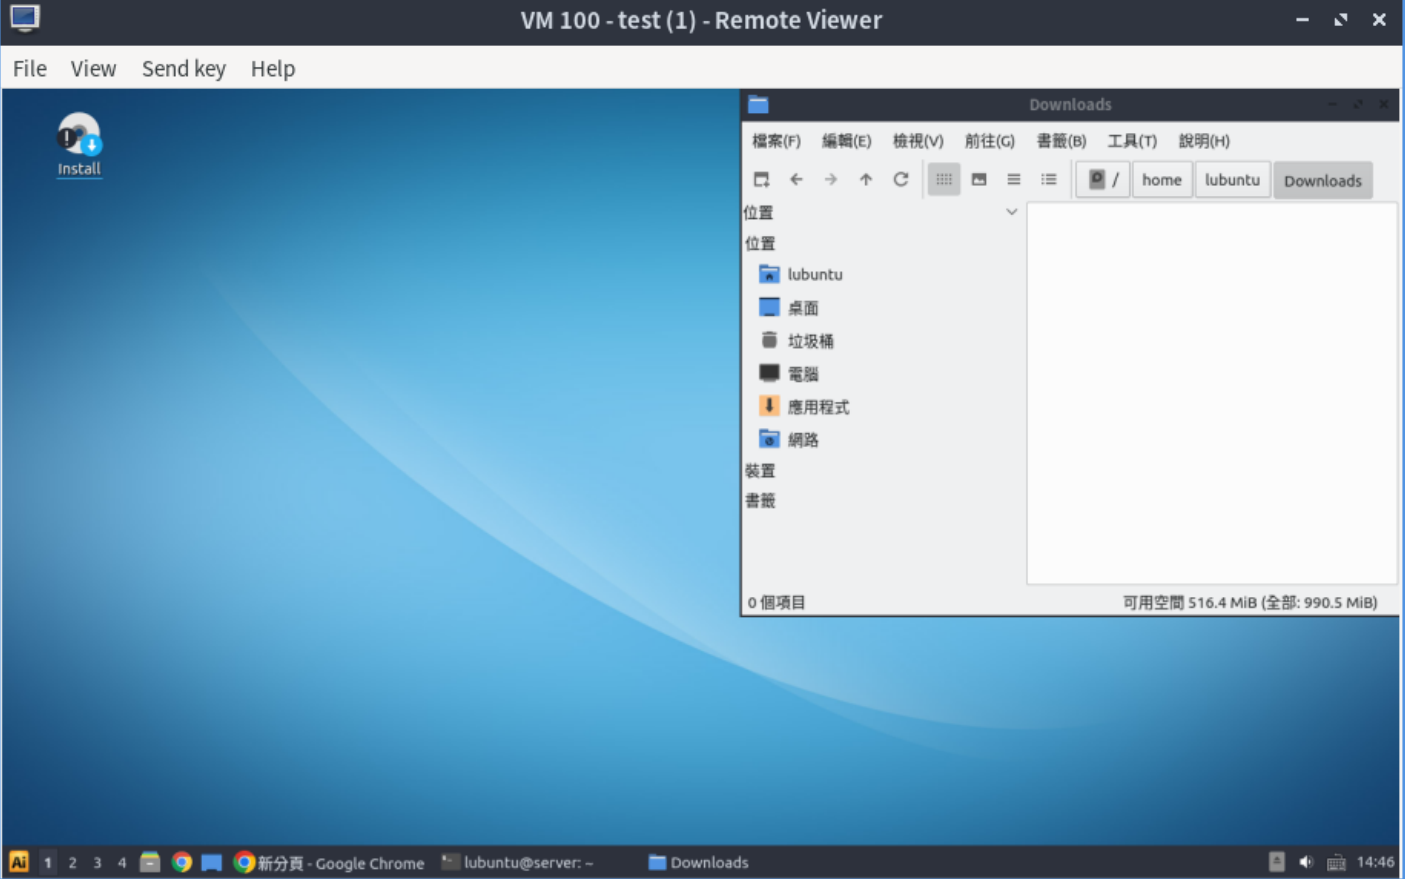 VM 100 - test (1) - Remote Viewer
File View Send key Help
Install
Downloads
檔案(F) 編輯(E) 檢視(V) 前往(G) 書籤(B) 工具(T) 說明(H)
/ home lubuntu Downloads
位置
位置
lubuntu
桌面
垃圾桶
電腦
應用程式
網路
裝置
書籤
0 個項目 可用空間 516.4 MiB (全部: 990.5 MiB)
Ai 1 2 3 4 新分頁 - Google Chrome lubuntu@server: ~ Downloads 14:46